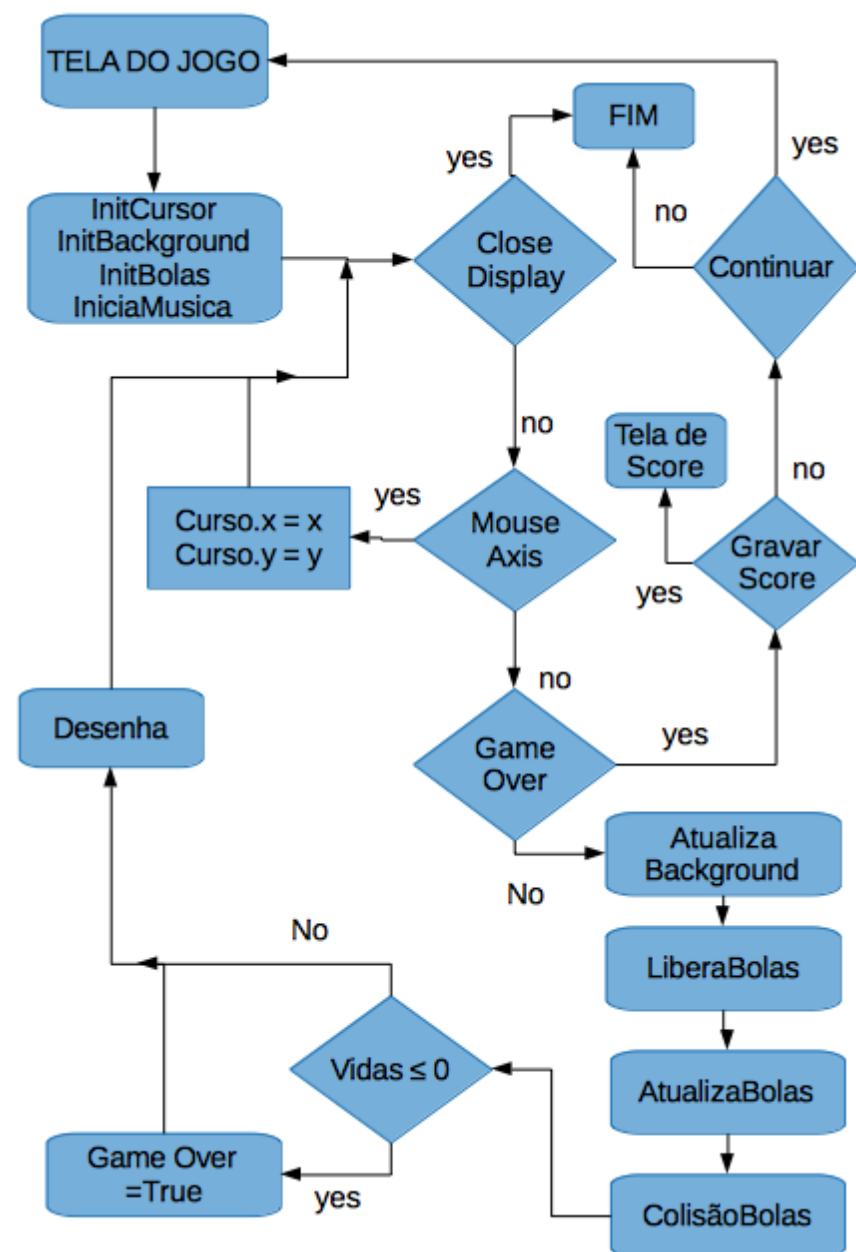 TELA DO JOGO
FIM
yes
yes
InitCursor
InitBackground
InitBolas
IniciaMusica
Close
Display
no
Continuar
no
Tela de
Score
no
yes
Curso.x = x
Curso.y = y
Mouse
Axis
Gravar
Score
yes
no
Desenha
Game
Over
yes
Atualiza
Background
No
No
LiberaBolas
Vidas ≤ 0
AtualizaBolas
Game Over
=True
yes
ColisãoBolas